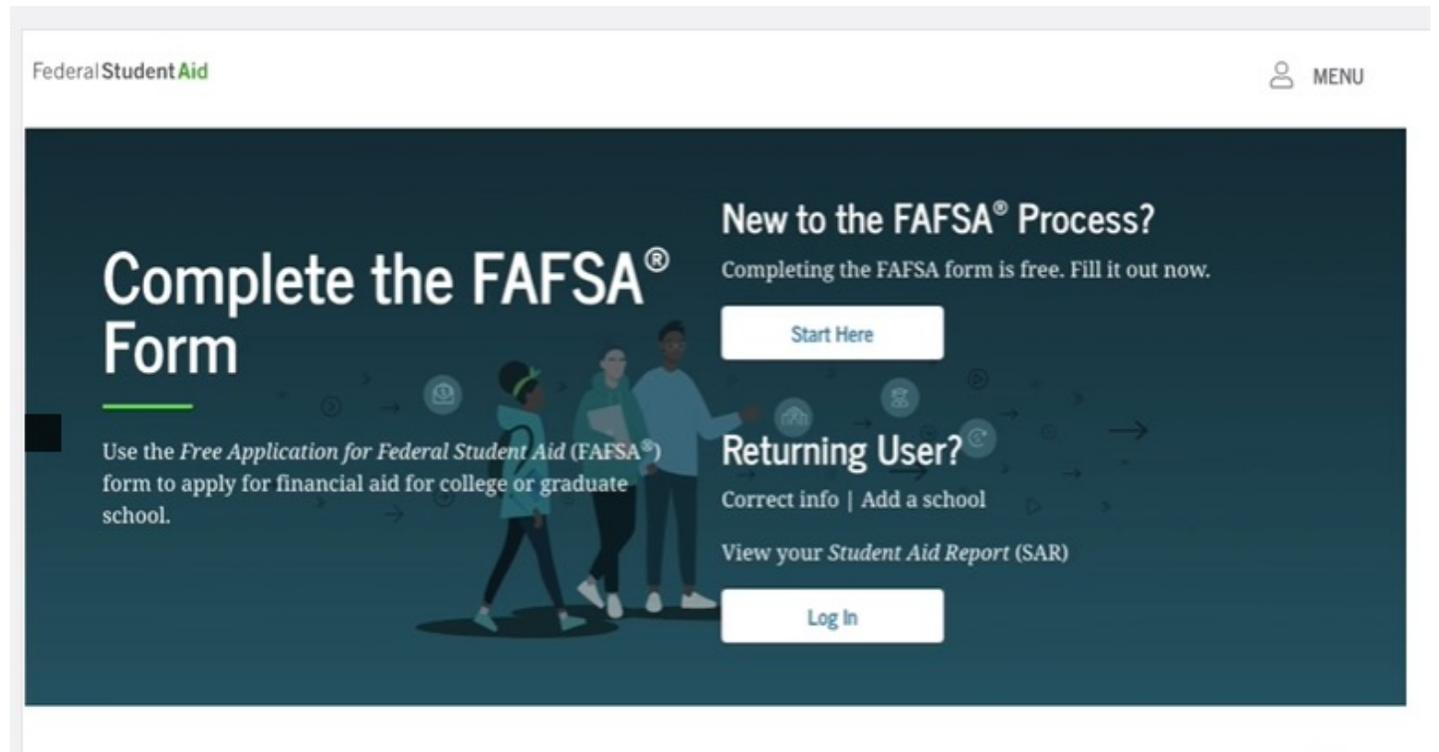 Federal Student Aid
MENU
Complete the FAFSA®
Form
Use the Free Application for Federal Student Aid (FAFSA®)
form to apply for financial aid for college or graduate
school.
New to the FAFSA® Process?
Completing the FAFSA form is free. Fill it out now.
Start Here
Returning User?
Correct info | Add a school
View your Student Aid Report (SAR)
Log In